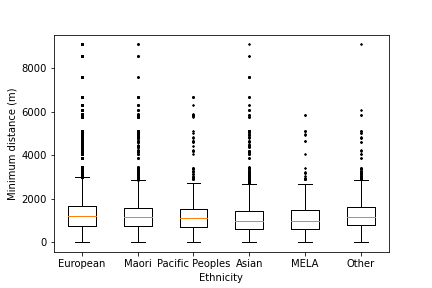 Minimum distance (m)
8000
6000
4000
2000
0
European Maori Pacific Peoples Asian MELA Other
Ethnicity